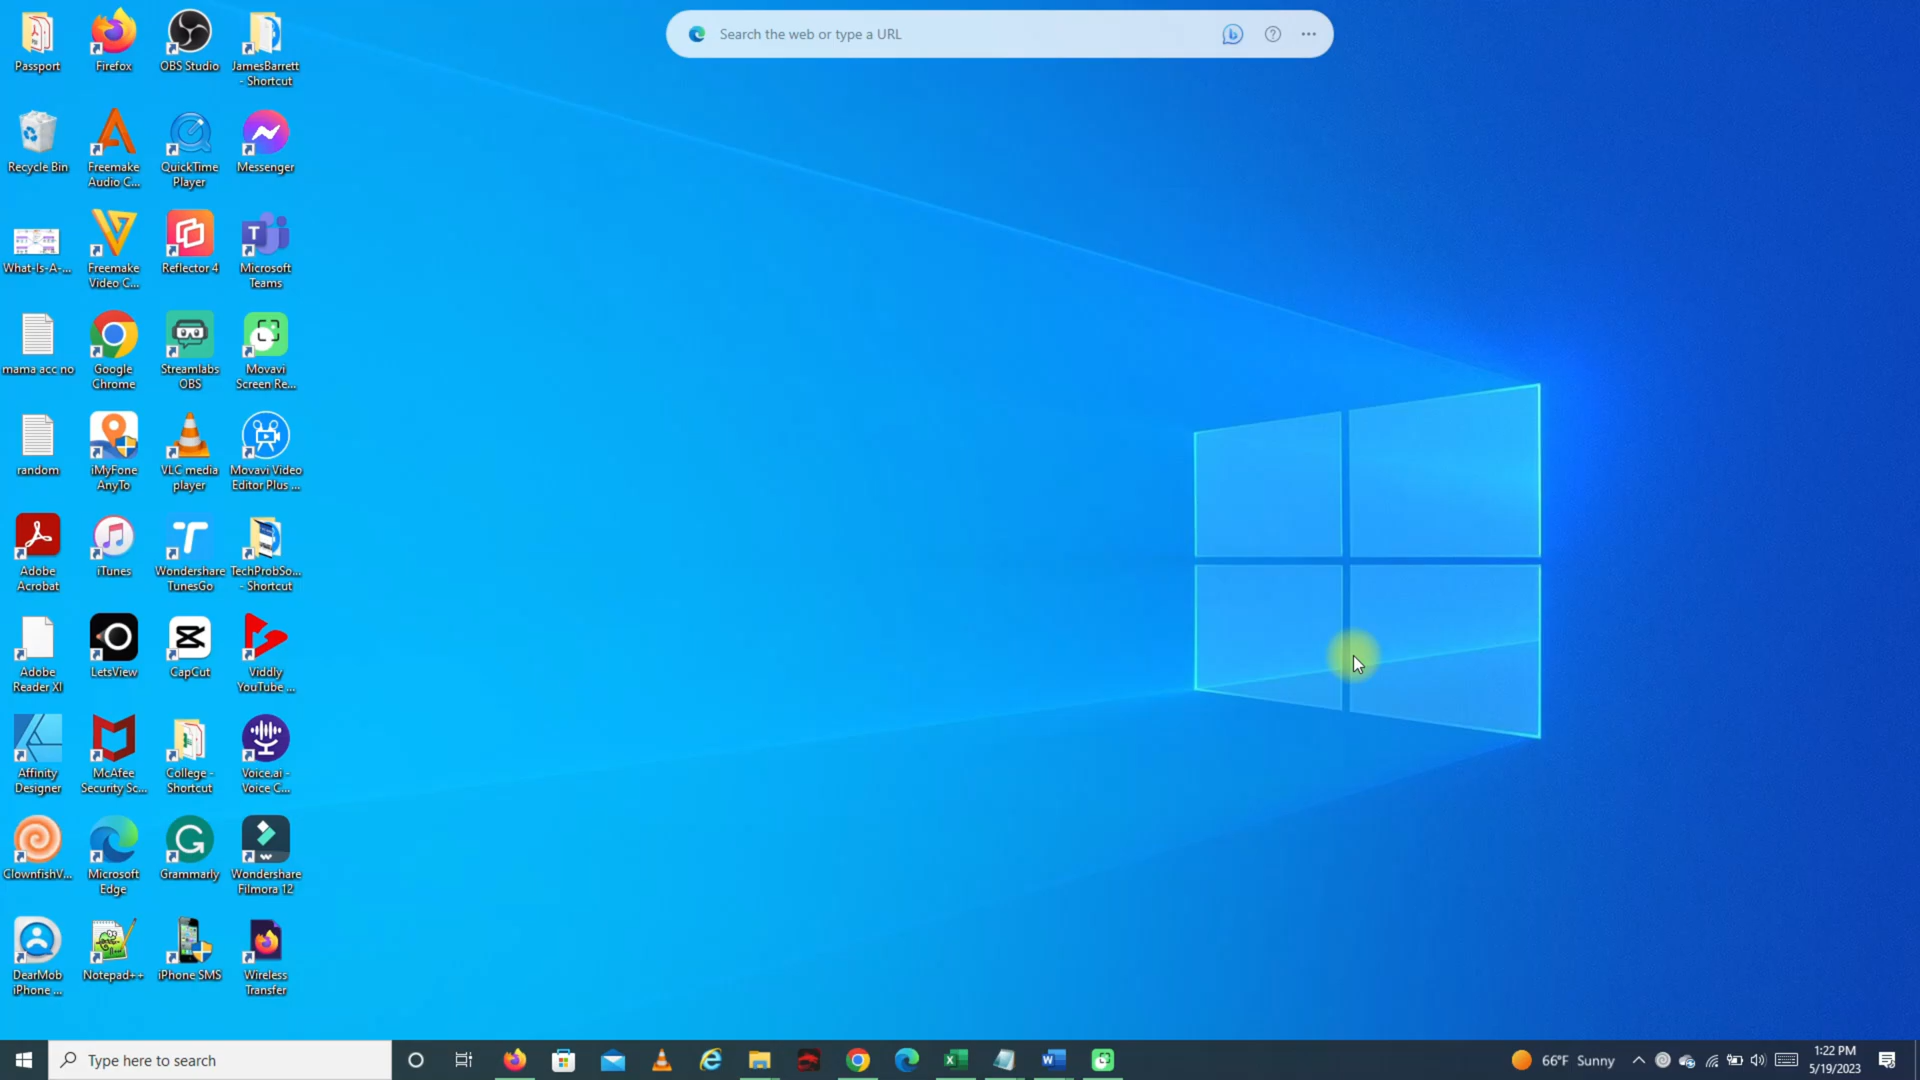 Search the web or type a URL
Passport
Firefox
OBS Studio
JamesBarrett
- Shortcut
Recycle Bin
Freemake
Audio C...
QuickTime
Player
Messenger
What-Is-A-...
Freemake
Video C...
Reflector 4
Microsoft
Teams
mama acc no
Google
Chrome
Streamlabs
OBS
Movavi
Screen Re...
random
iMyFone
AnyTo
VLC media
player
Movavi Video
Editor Plus ...
Adobe
Acrobat
iTunes
Wondershare
TunesGo
TechProbSo...
- Shortcut
Adobe
Reader XI
LetsView
CapCut
Viddly
YouTube ...
Affinity
Designer
McAfee
Security Sc...
College -
Shortcut
Voice.ai -
Voice C...
ClownfishV...
Microsoft
Edge
Grammarly
Wondershare
Filmora 12
DearMob
iPhone ...
Notepad++
iPhone SMS
Wireless
Transfer
Type here to search
66°F Sunny
1:22 PM
5/19/2023